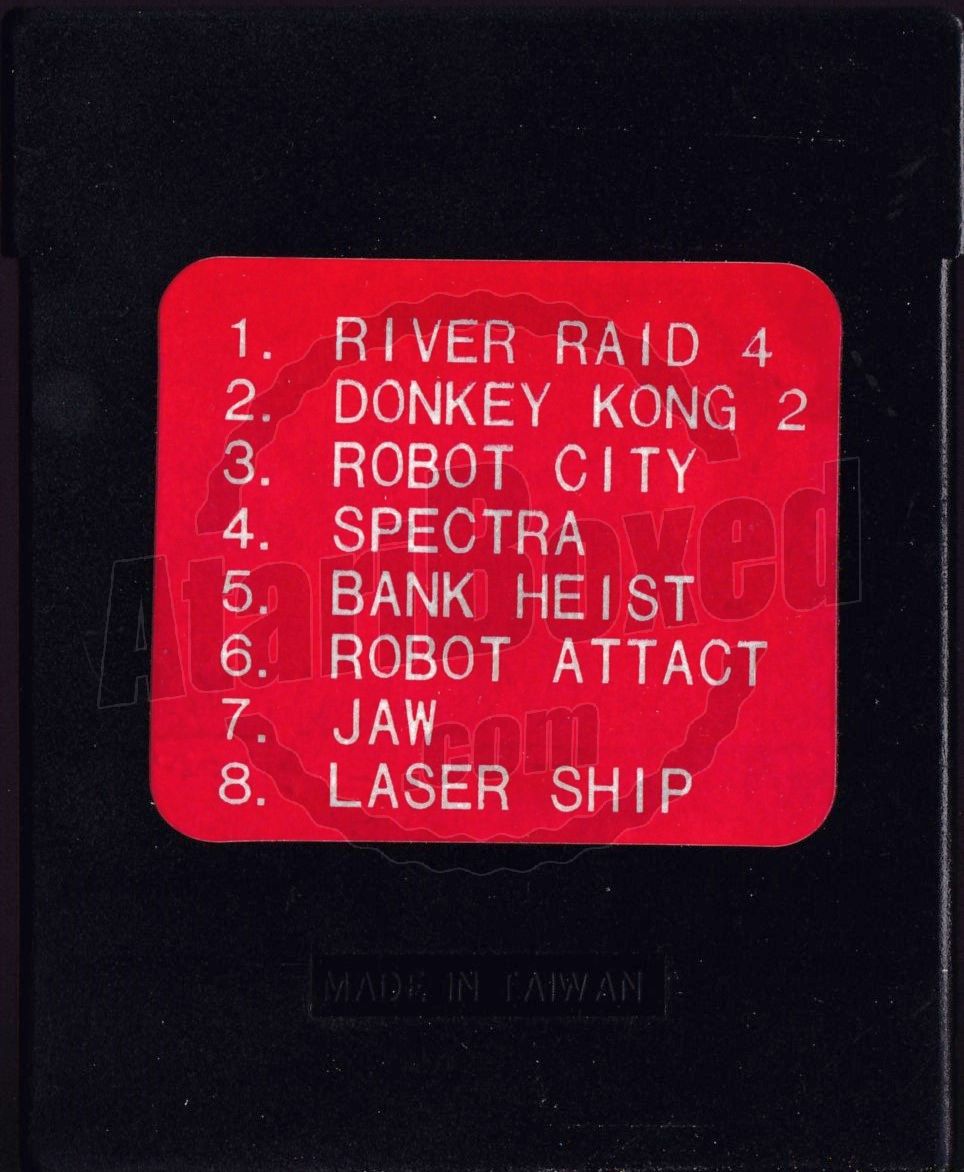 1. RIVER RAID 4
2. DONKEY KONG 2
3. ROBOT CITY
4. SPECTRA
5. BANK HEIST
6. ROBOT ATTACT
7. JAW
8. LASER SHIP
AtariBoxed
.com
MADE IN TAIWAN